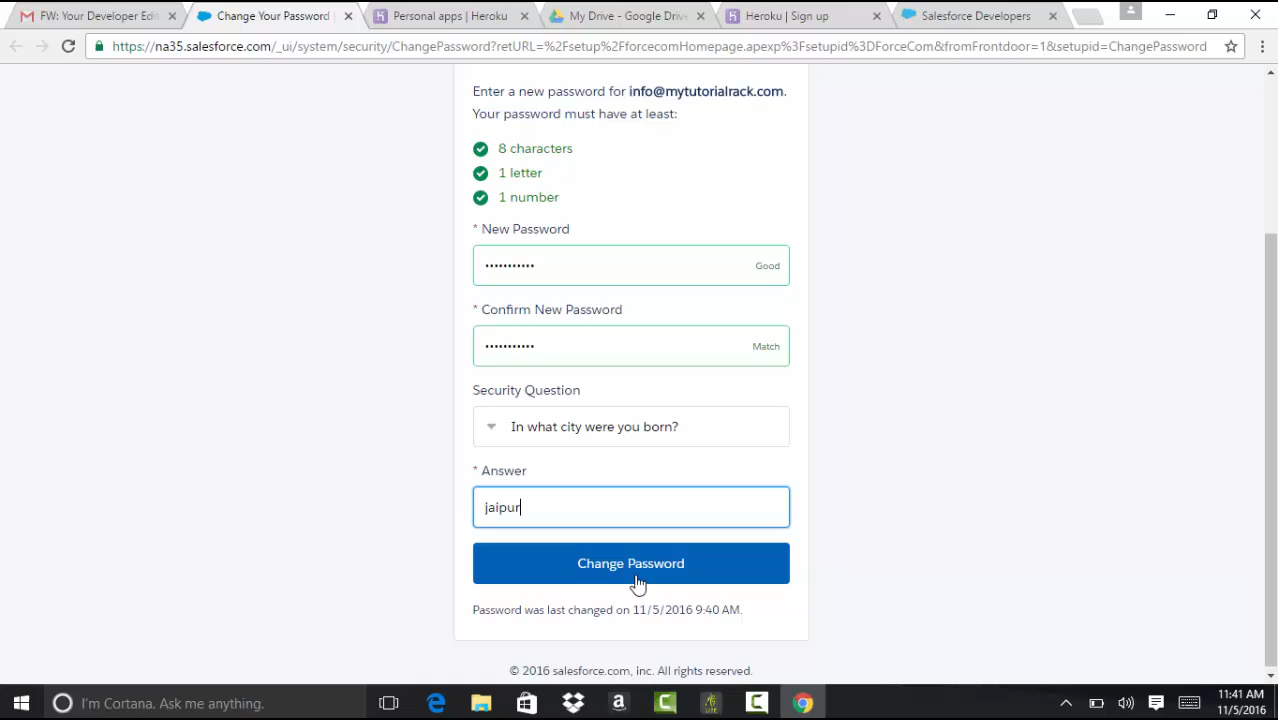 FW: Your Developer Edi
Change Your Password
Personal apps | Heroku
My Drive - Google Drive
Heroku | Sign up
Salesforce Developers
https://na35.salesforce.com/_ui/system/security/ChangePassword?retURL=%2Fsetup%2FforcecomHomepage.apexp%3Fsetupid%3DForceCom&fromFrontdoor=1&setupid=ChangePassword
Enter a new password for info@mytutorialrack.com.
Your password must have at least:
8 characters
1 letter
1 number
* New Password
•••••••••••
Good
* Confirm New Password
•••••••••••
Match
Security Question
In what city were you born?
* Answer
jaipur
Change Password
Password was last changed on 11/5/2016 9:40 AM.
© 2016 salesforce.com, inc. All rights reserved.
I'm Cortana. Ask me anything.
11:41 AM
11/5/2016